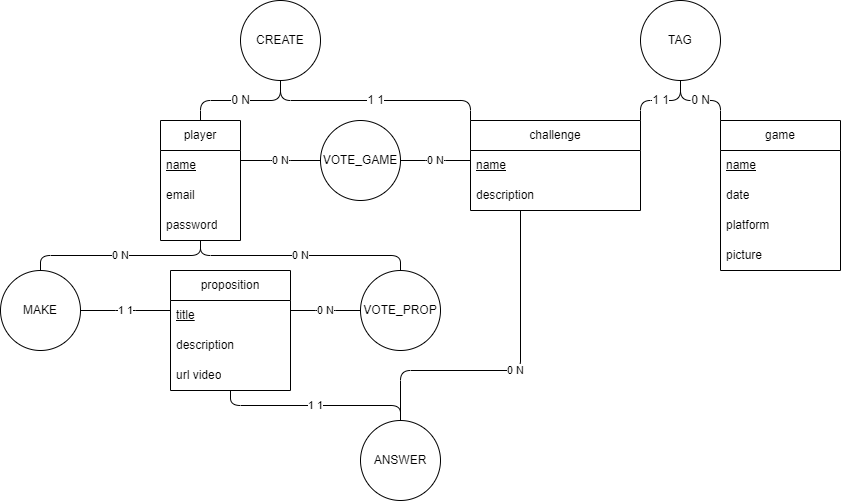 CREATE
TAG
0 N
1 1
1 1
0 N
player
name
email
password
0 N
VOTE_GAME
0 N
challenge
name
description
game
name
date
platform
picture
0 N
0 N
MAKE
1 1
proposition
title
description
url video
0 N
VOTE_PROP
0 N
1 1
ANSWER